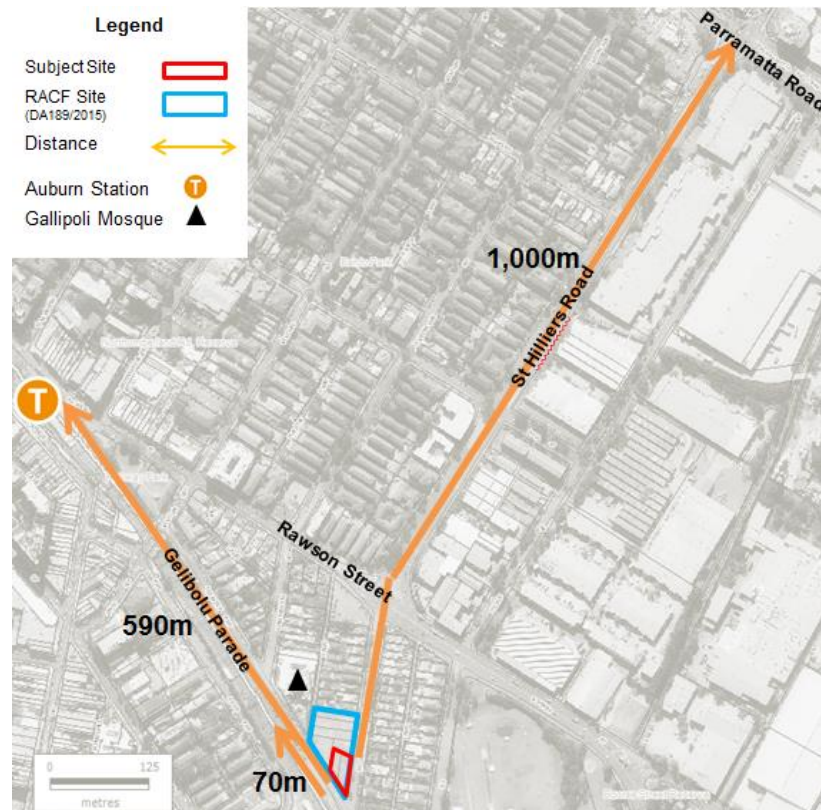 Legend
Subject Site
RACF Site
(DA189/2015)
Distance
Auburn Station
T
Gallipoli Mosque
Parramatta Road
1,000m
St Hilliers Road
T
Rawson Street
Gelibolu Parade
590m
70m
0
125
metres